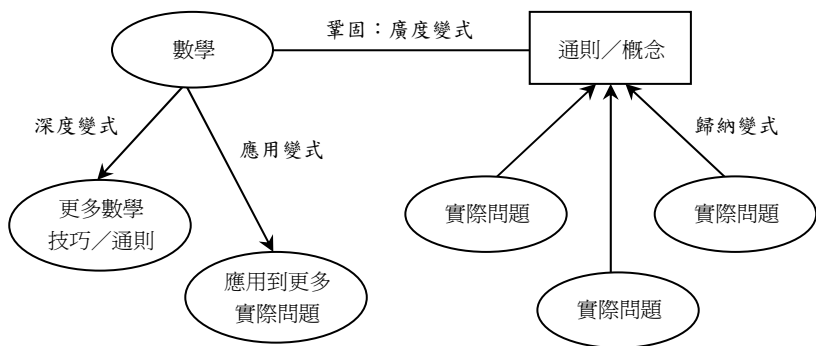 數學
鞏固：廣度變式
通則／概念
深度變式
應用變式
歸納變式
更多數學
技巧／通則
應用到更多
實際問題
實際問題
實際問題
實際問題